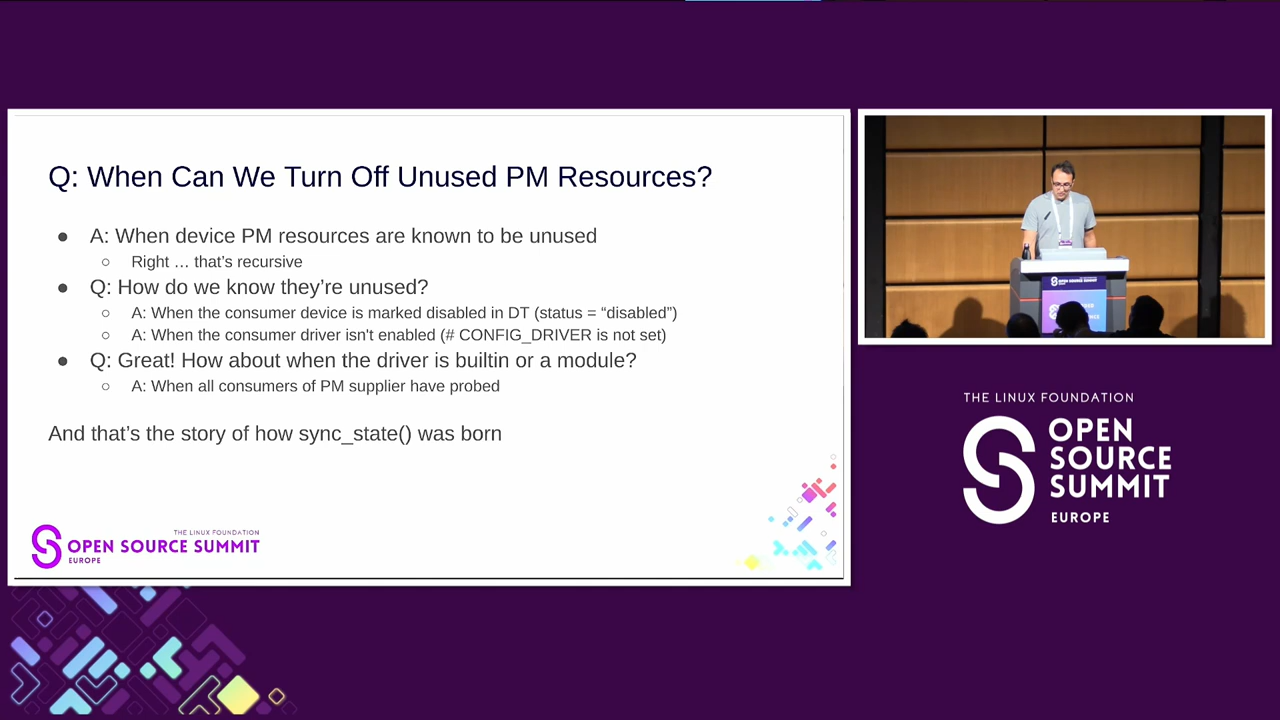 Q: When Can We Turn Off Unused PM Resources?
● A: When device PM resources are known to be unused
○ Right … that’s recursive
● Q: How do we know they’re unused?
○ A: When the consumer device is marked disabled in DT (status = “disabled”)
○ A: When the consumer driver isn't enabled (# CONFIG_DRIVER is not set)
● Q: Great! How about when the driver is builtin or a module?
○ A: When all consumers of PM supplier have probed
And that’s the story of how sync_state() was born
THE LINUX FOUNDATION
OPEN SOURCE SUMMIT
EUROPE
THE LINUX FOUNDATION
OPEN
SOURCE
SUMMIT
EUROPE